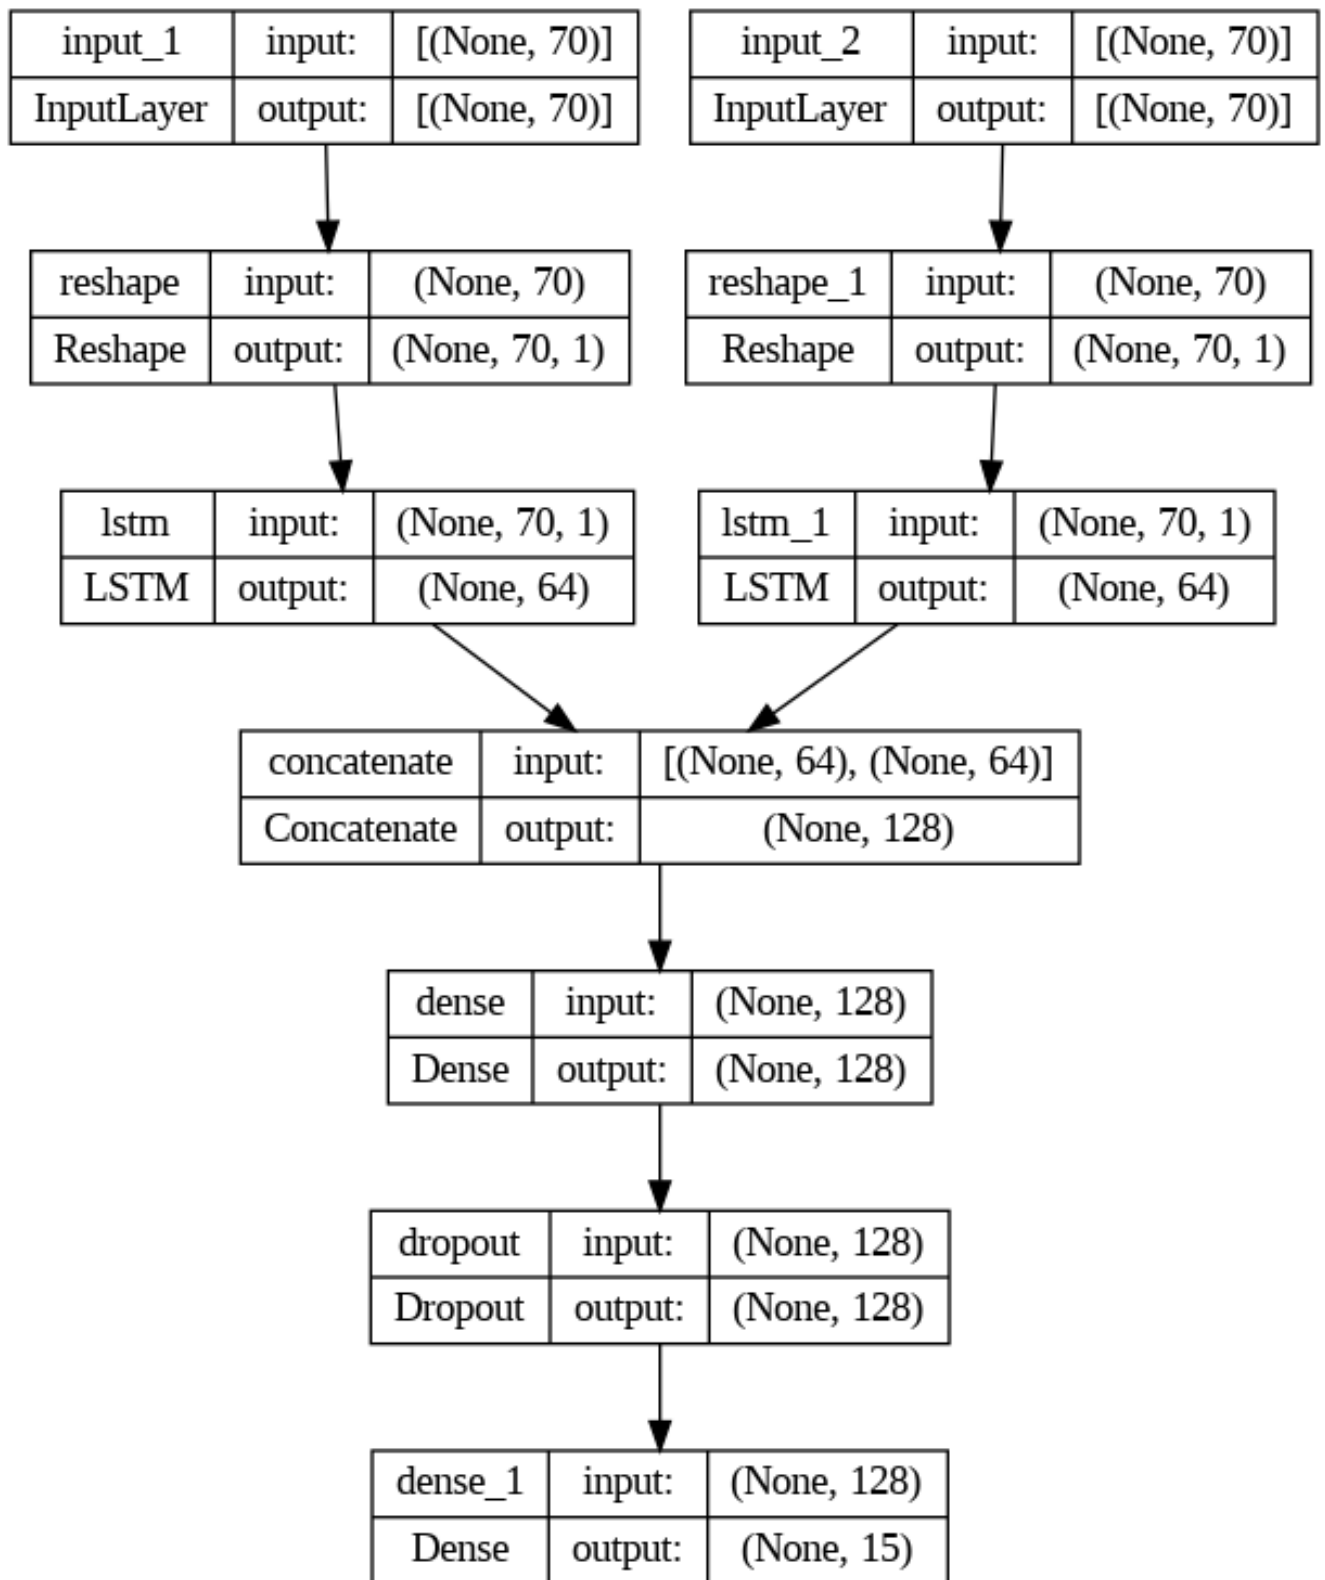 input_1 input: [(None, 70)]
InputLayer output: [(None, 70)]
input_2 input: [(None, 70)]
InputLayer output: [(None, 70)]
reshape input: (None, 70)
Reshape output: (None, 70, 1)
reshape_1 input: (None, 70)
Reshape output: (None, 70, 1)
lstm input: (None, 70, 1)
LSTM output: (None, 64)
lstm_1 input: (None, 70, 1)
LSTM output: (None, 64)
concatenate input: [(None, 64), (None, 64)]
Concatenate output: (None, 128)
dense input: (None, 128)
Dense output: (None, 128)
dropout input: (None, 128)
Dropout output: (None, 128)
dense_1 input: (None, 128)
Dense output: (None, 15)